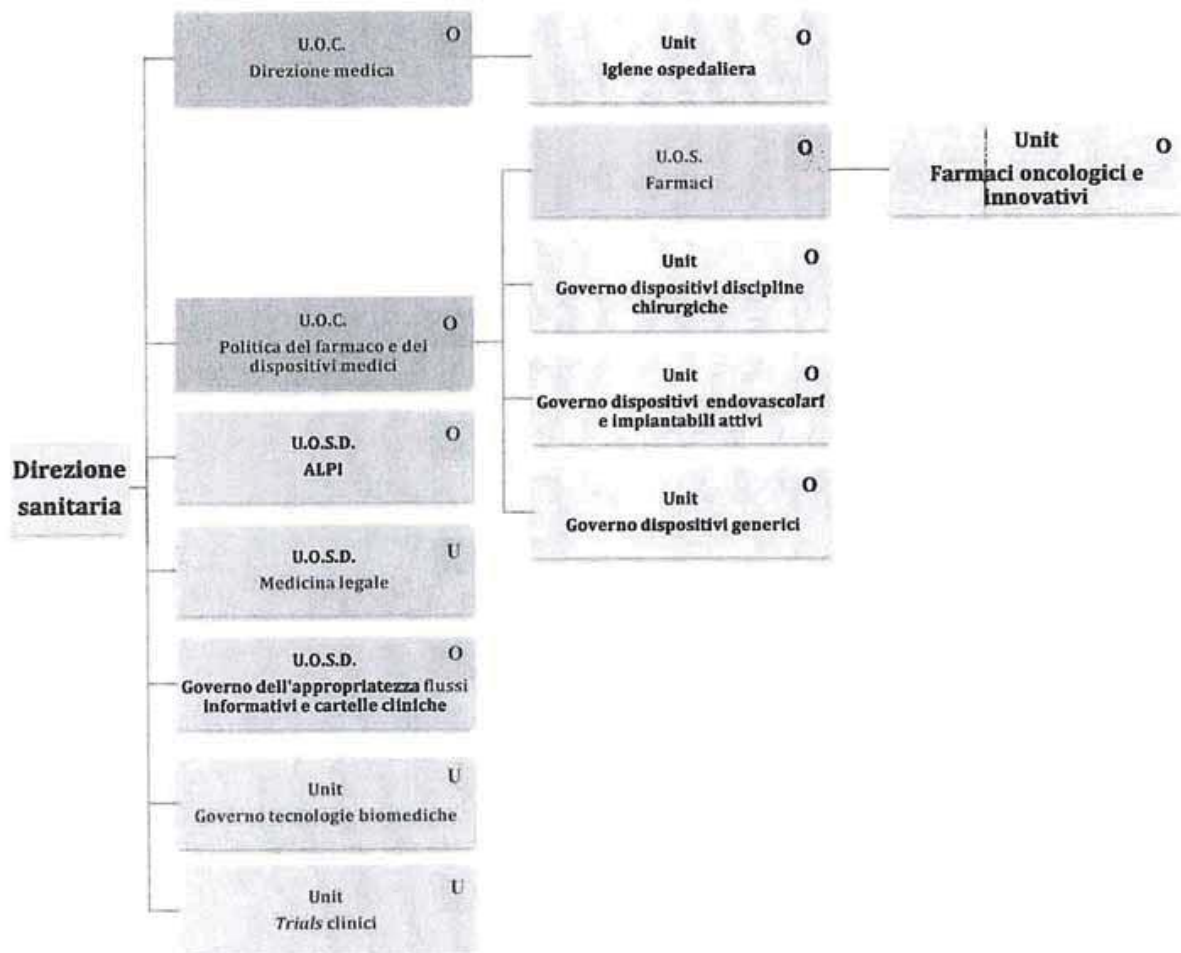 U.O.C.
O
Direzione medica
Unit
O
Igiene ospedaliera
U.O.S.
O
Farmaci
Unit
O
Farmaci oncologici e
innovativi
Unit
O
Governo dispositivi discipline
chirurgiche
U.O.C.
O
Politica del farmaco e dei
dispositivi medici
Unit
O
Governo dispositivi endovascolari
e impiantabili attivi
Unit
O
Governo dispositivi generici
Direzione
sanitaria
U.O.S.D.
O
ALPI
U.O.S.D.
U
Medicina legale
U.O.S.D.
O
Governo dell'appropriatezza flussi
informativi e cartelle cliniche
Unit
U
Governo tecnologie biomediche
Unit
U
Trials clinici